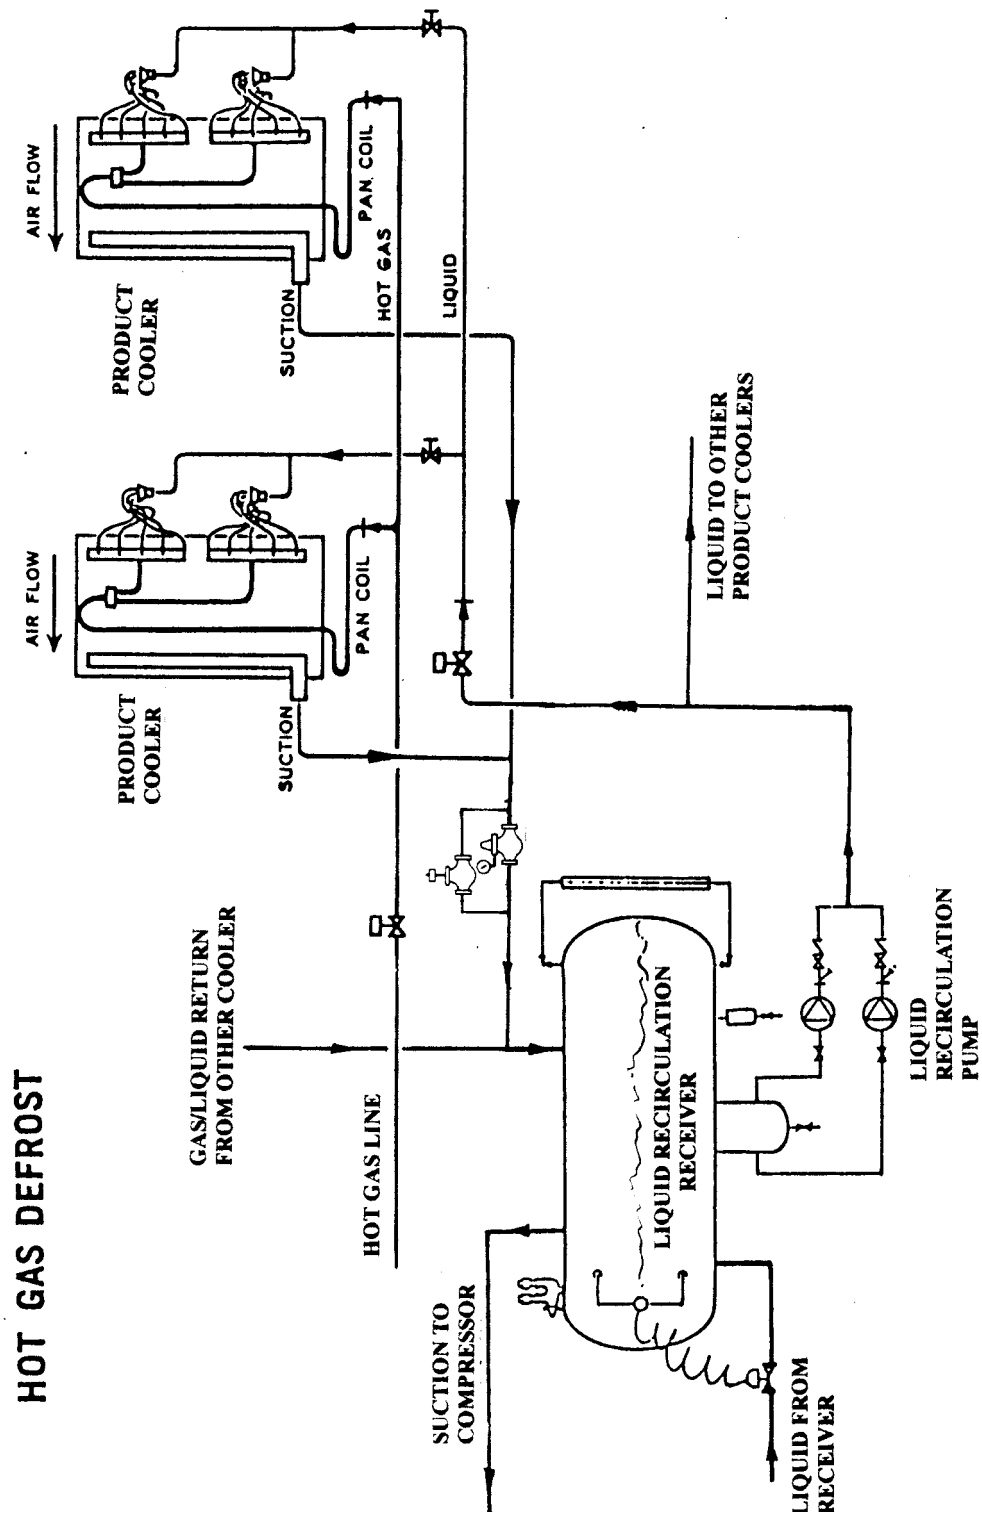 HOT GAS DEFROST
AIR FLOW
PRODUCT
COOLER
SUCTION
PAN COIL
HOT GAS
LIQUID
AIR FLOW
PRODUCT
COOLER
SUCTION
PAN COIL
LIQUID TO OTHER
PRODUCT COOLERS
GAS/LIQUID RETURN
FROM OTHER COOLER
HOT GAS LINE
LIQUID RECIRCULATION
RECEIVER
LIQUID
RECIRCULATION
PUMP
SUCTION TO
COMPRESSOR
LIQUID FROM
RECEIVER